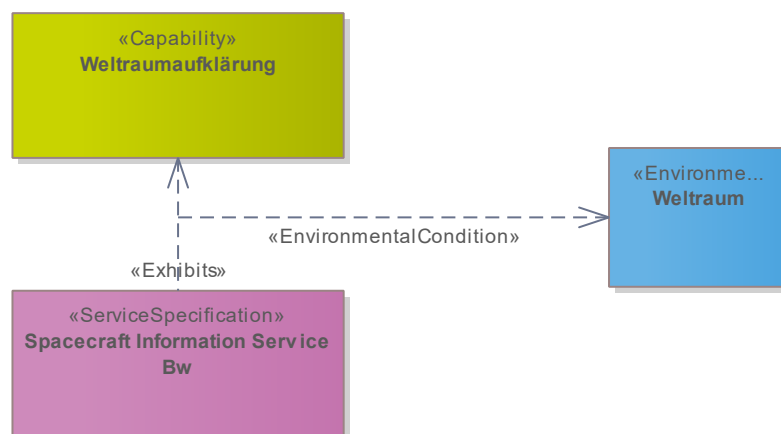 «Capability»
Weltraumaufklärung
«Environme...
Weltraum
«EnvironmentalCondition»
«Exhibits»
«ServiceSpecification»
Spacecraft Information Service
Bw